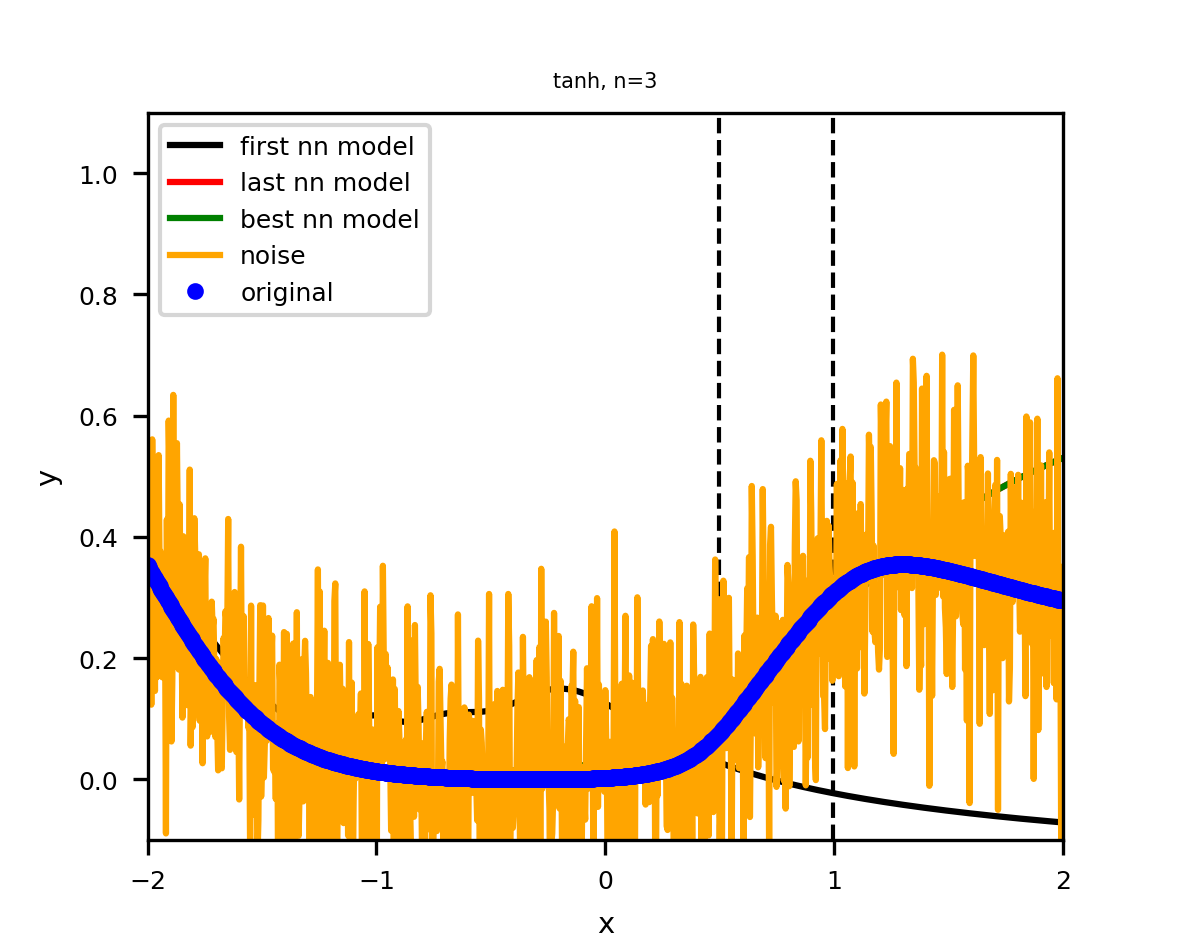 tanh, n=3
first nn model
last nn model
best nn model
noise
original
1.0
0.8
0.6
0.4
0.2
0.0
y
−2
−1
0
1
2
x